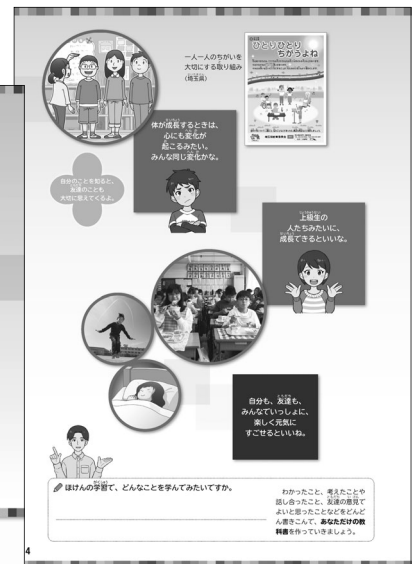 一人一人のちがいを
大切にする取り組み
（埼玉県）
ひとりひとり
ちがうよね
体が成長するときは、
心にも変化が
起こるみたい。
みんな同じ変化かな。
自分のことを知ると、
友達のことも
大切に思えてくるよ。
上級生の
人たちみたいに、
成長できるといいな。
自分も、友達も、
みんなでいっしょに、
楽しく元気に
すごせるといいね。
ほけんの学習で、どんなことを学んでみたいですか。
わかったこと、考えたことや
話し合ったこと、友達の意見で
よいと思ったことなどをどんど
ん書きこんで、あなただけの教
科書を作っていきましょう。
4